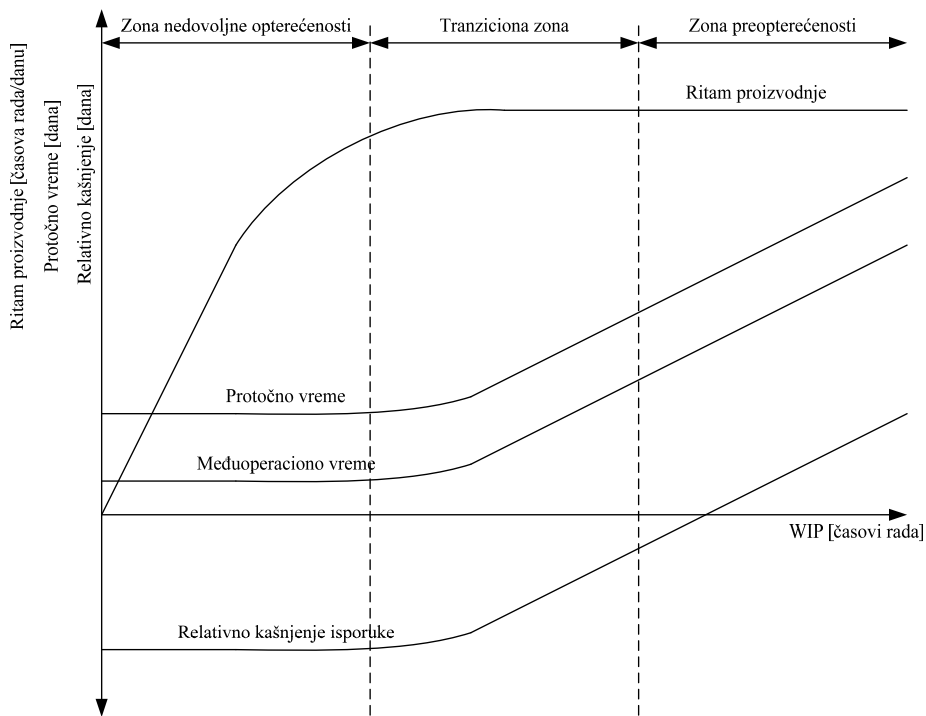 Zona nedovoljne opterećenosti
Tranziciona zona
Zona preopterećenosti
Ritam proizvodnje [časova rada/danu]
Protočno vreme [dana]
Relativno kašnjenje [dana]
Ritam proizvodnje
Protočno vreme
Međuoperaciono vreme
WIP [časovi rada]
Relativno kašnjenje isporuke